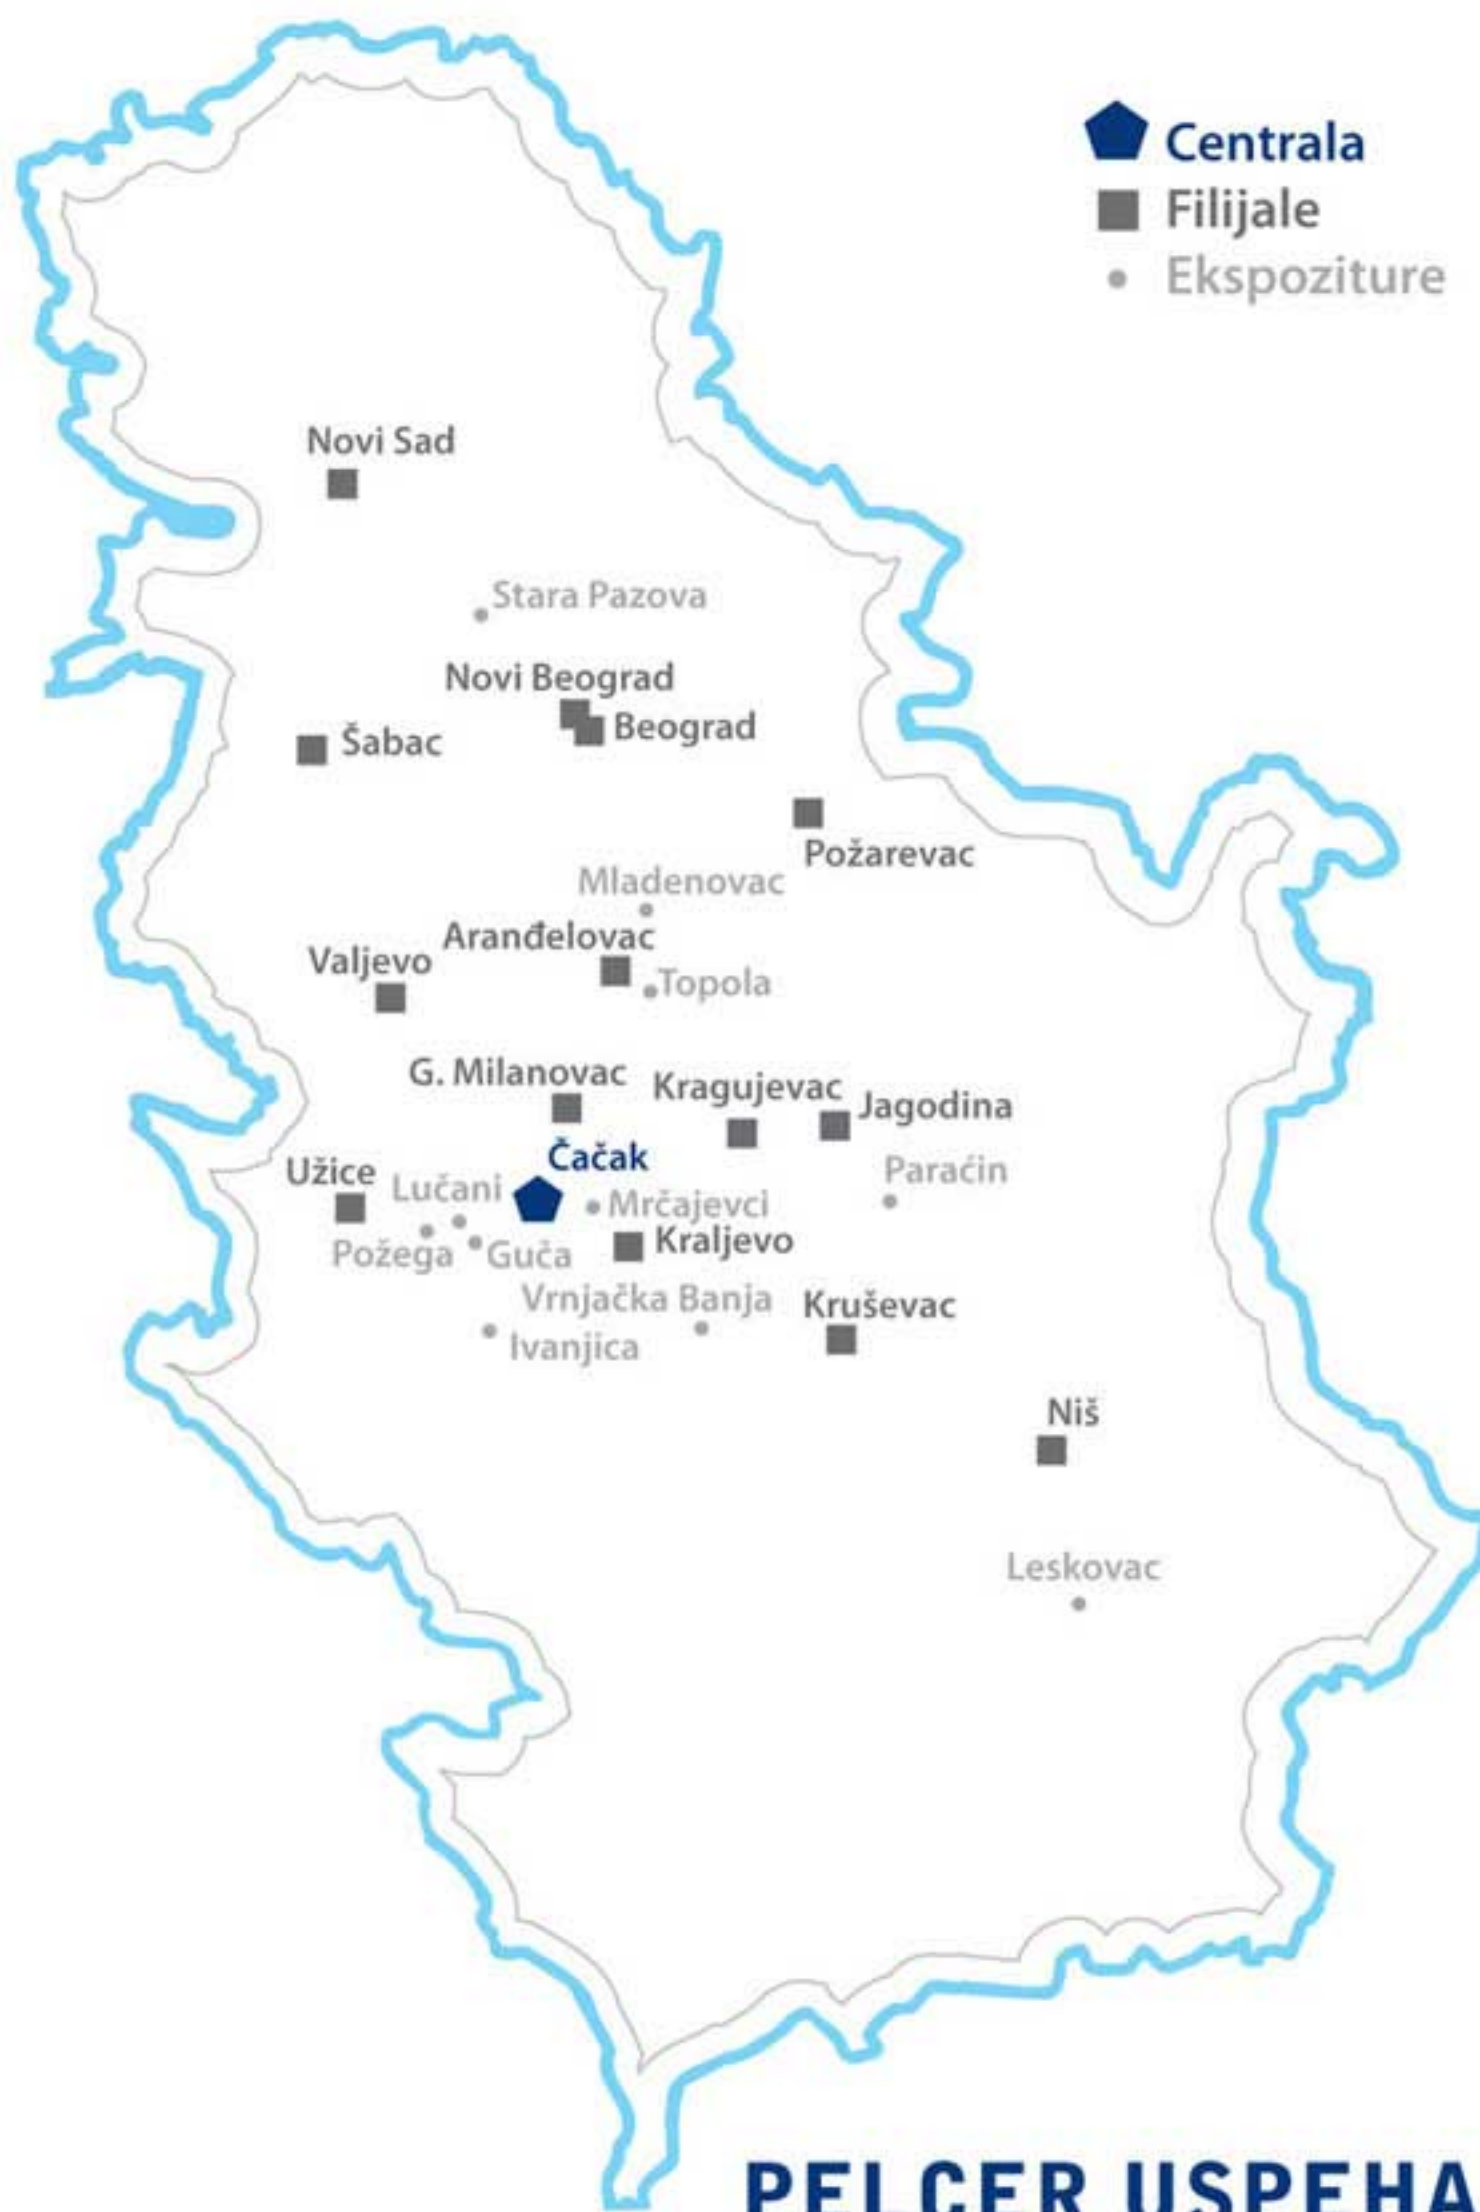 Centrala
Filijale
Ekspoziture
Novi Sad
Stara Pazova
Novi Beograd
Beograd
Šabac
Požarevac
Mladenovac
Aranđelovac
Valjevo
Topola
G. Milanovac
Kragujevac
Jagodina
Čačak
Užice
Lučani
Paraćin
Mrčajevci
Kraljevo
Požega
Guča
Vrnjačka Banja
Kruševac
Ivanjica
Niš
Leskovac
PELCER USPEHA